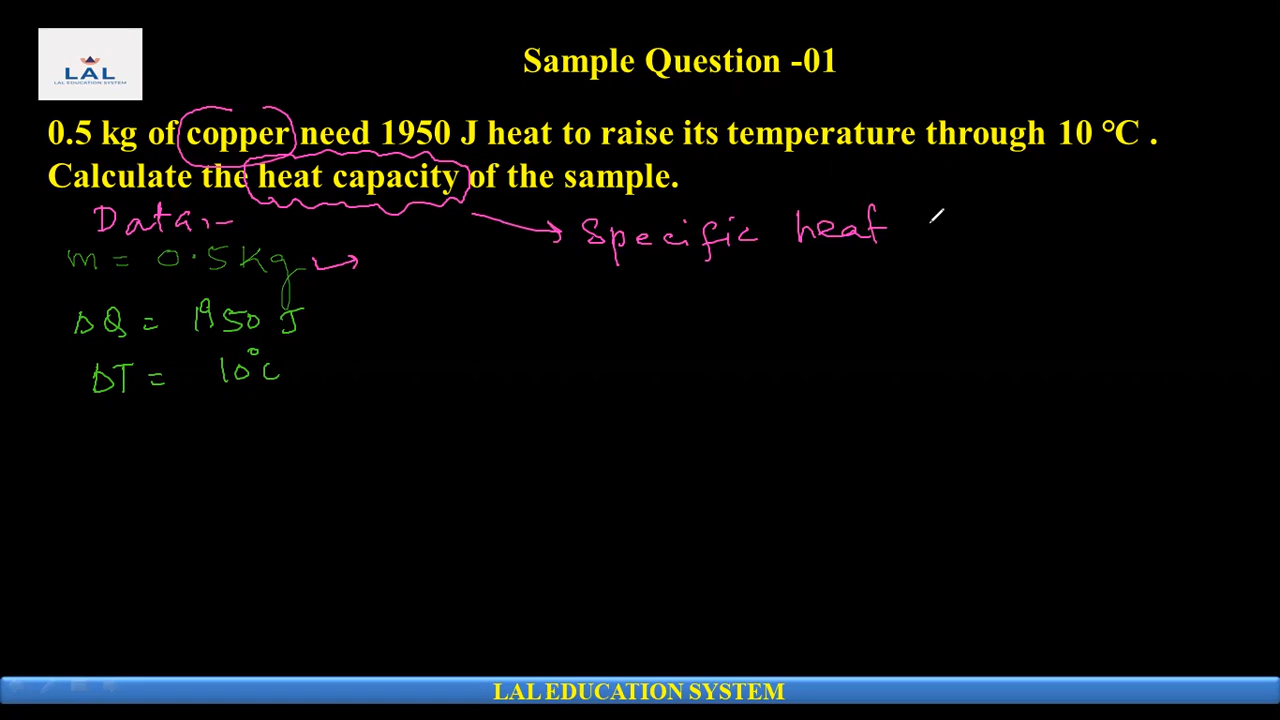 LAL
LAL EDUCATION SYSTEM
Sample Question -01
0.5 kg of copper need 1950 J heat to raise its temperature through 10 °C .
Calculate the heat capacity of the sample.
Data:-
Specific heat
m = 0.5 Kg
ΔQ = 1950 J
ΔT = 10°C
LAL EDUCATION SYSTEM